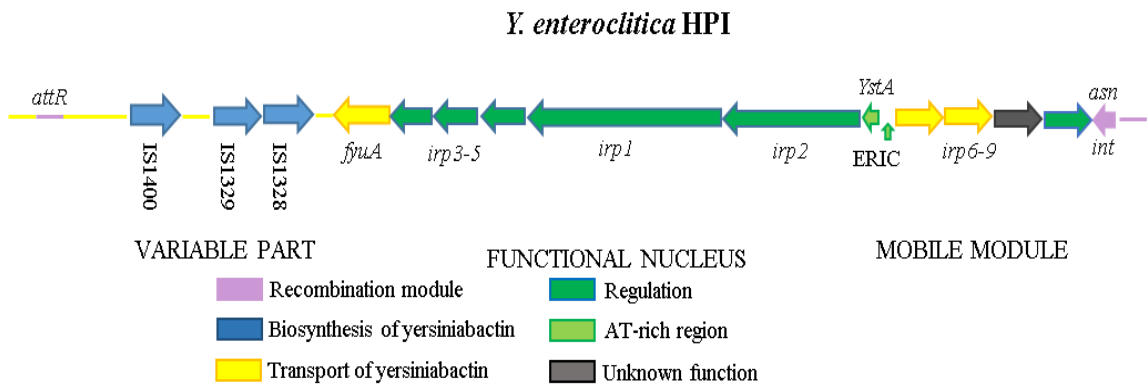 Y. enteroclitica HPI
attR
YstA
asn
fyuA
irp3-5
irp1
irp2
ERIC
irp6-9
int
IS1400
IS1329
IS1328
VARIABLE PART
FUNCTIONAL NUCLEUS
MOBILE MODULE
Recombination module
Regulation
Biosynthesis of yersiniabactin
AT-rich region
Transport of yersiniabactin
Unknown function